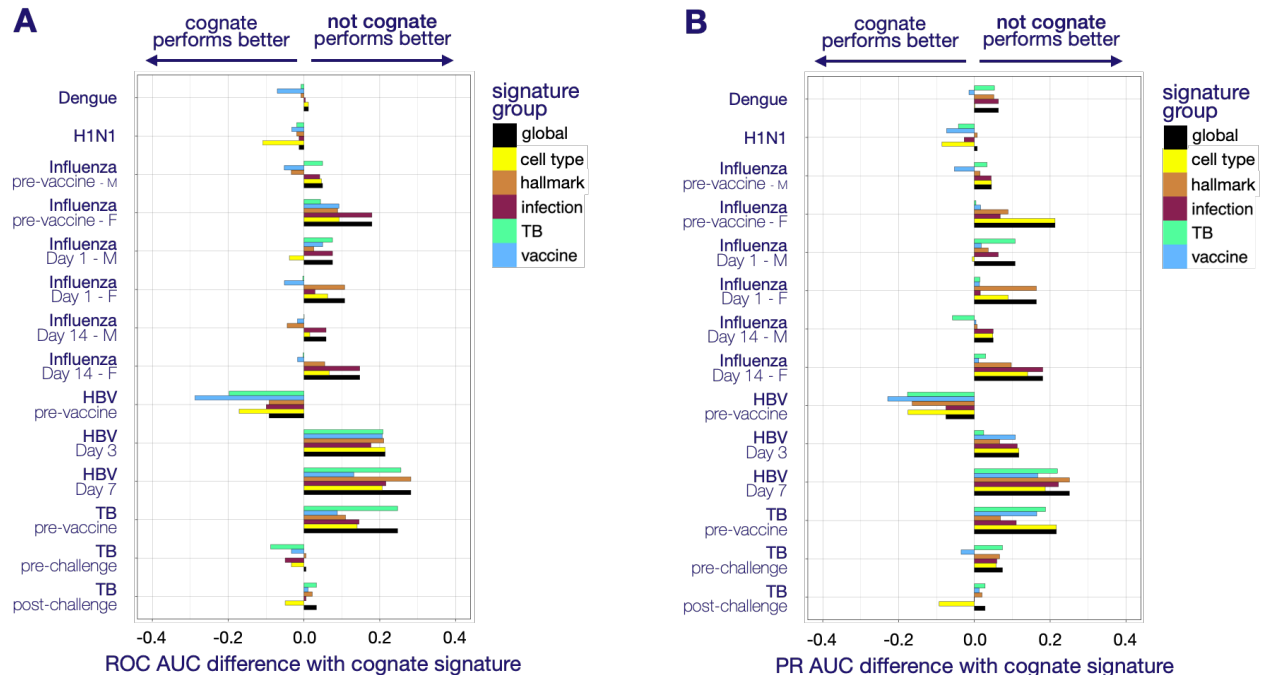 A
cognate
performs better
not cognate
performs better
Dengue
H1N1
Influenza
pre-vaccine - M
Influenza
pre-vaccine - F
Influenza
Day 1 - M
Influenza
Day 1 - F
Influenza
Day 14 - M
Influenza
Day 14 - F
HBV
pre-vaccine
HBV
Day 3
HBV
Day 7
TB
pre-vaccine
TB
pre-challenge
TB
post-challenge
-0.4 -0.2 0.0 0.2 0.4
ROC AUC difference with cognate signature
signature
group
global
cell type
hallmark
infection
TB
vaccine
B
cognate
performs better
not cognate
performs better
Dengue
H1N1
Influenza
pre-vaccine - M
Influenza
pre-vaccine - F
Influenza
Day 1 - M
Influenza
Day 1 - F
Influenza
Day 14 - M
Influenza
Day 14 - F
HBV
pre-vaccine
HBV
Day 3
HBV
Day 7
TB
pre-vaccine
TB
pre-challenge
TB
post-challenge
-0.4 -0.2 0.0 0.2 0.4
PR AUC difference with cognate signature
signature
group
global
cell type
hallmark
infection
TB
vaccine